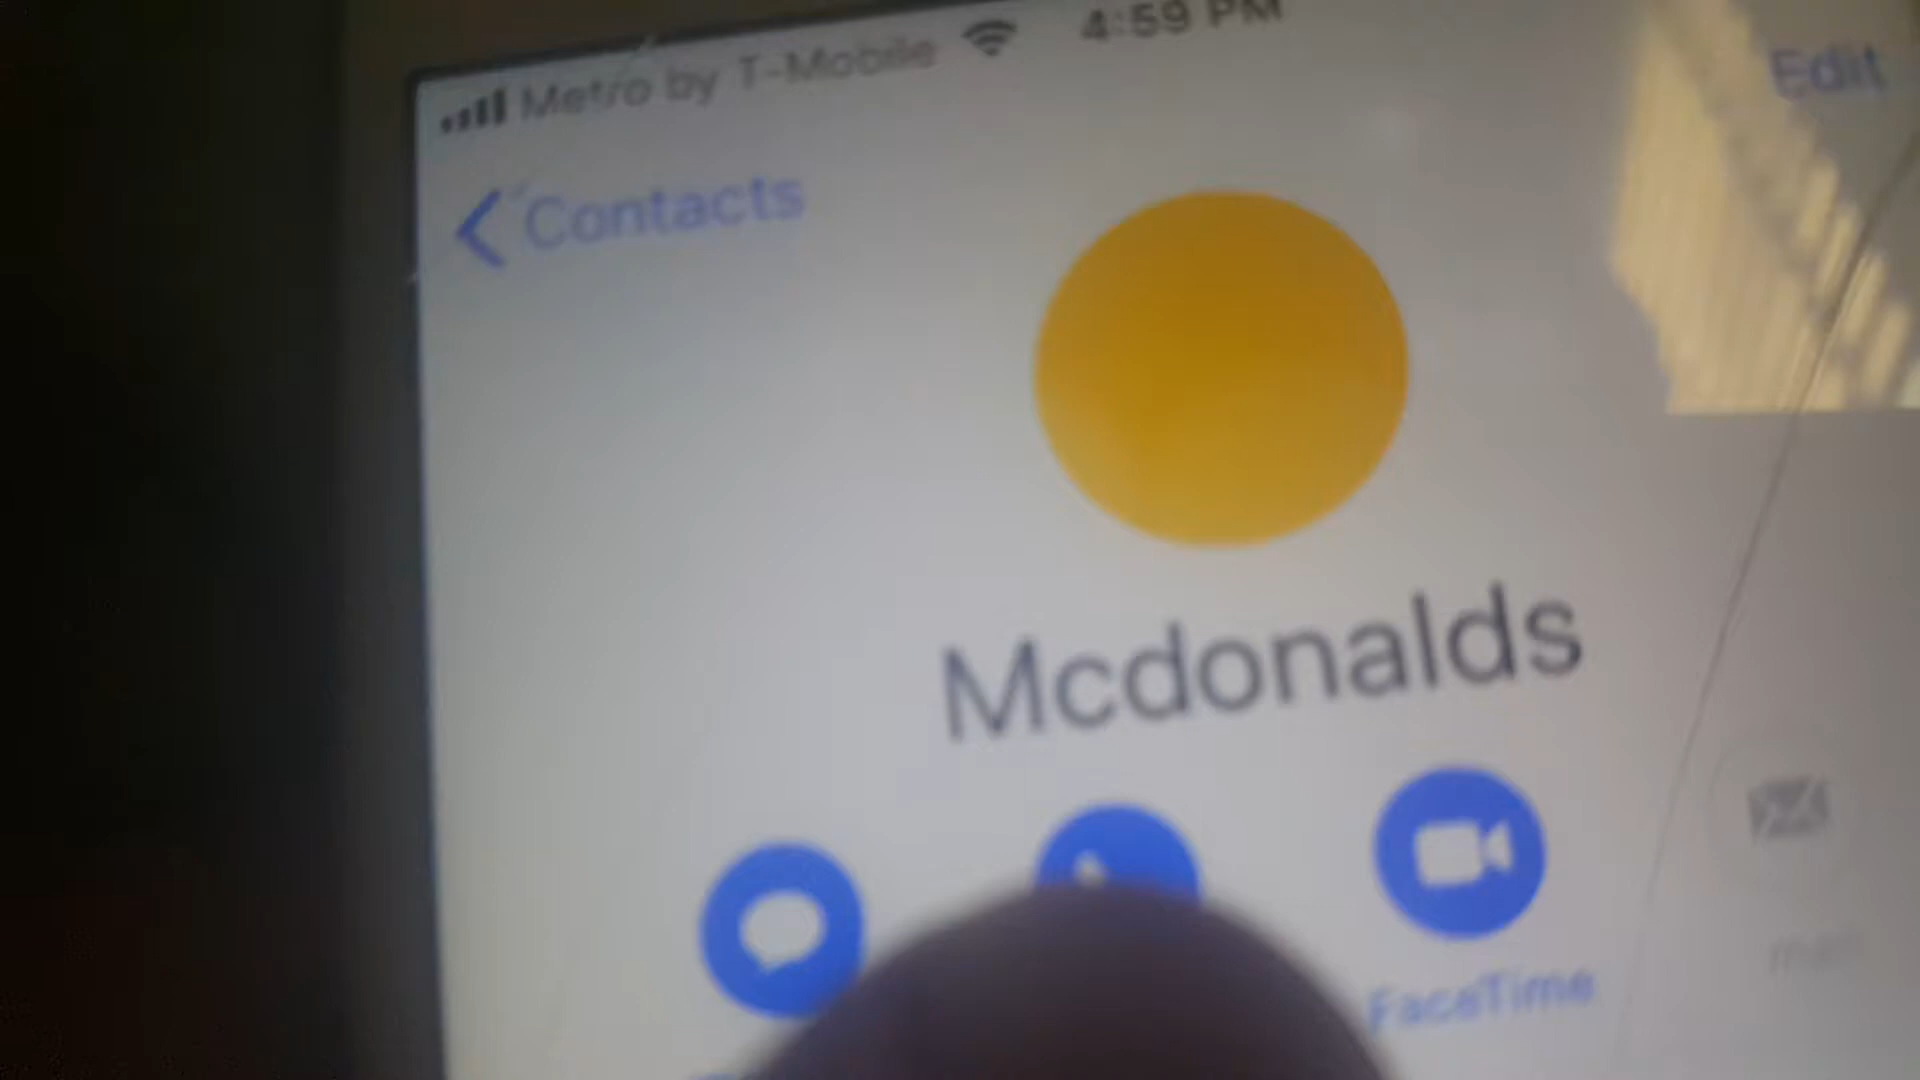 Metro by T-Mobile 4:59 PM
Edit
Contacts
Mcdonalds
FaceTime